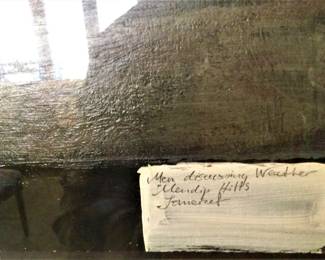 Men discussing Weather
Mendip Hills
Somerset